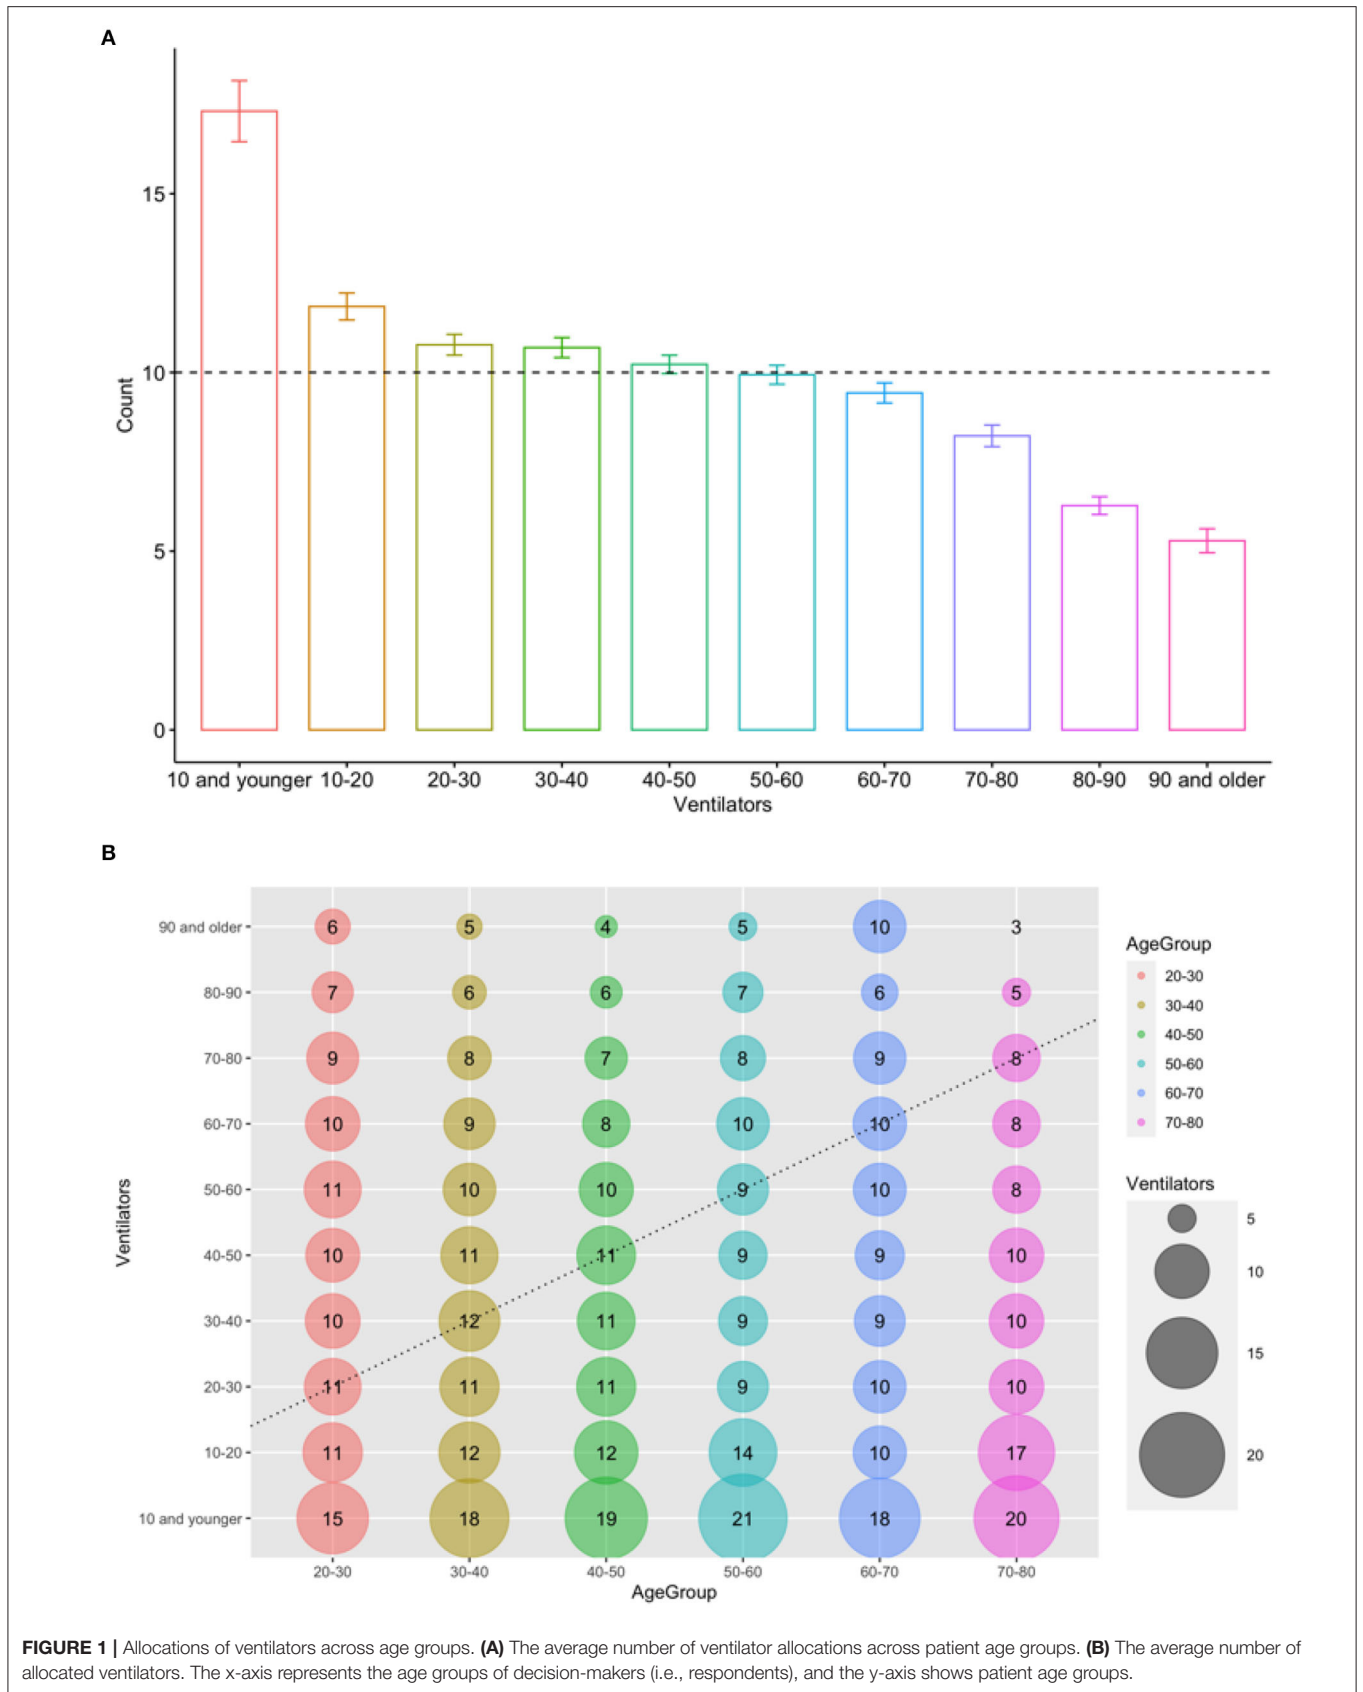 A
15
10
5
0
Count
10 and younger 10-20 20-30 30-40 40-50 50-60 60-70 70-80 80-90 90 and older
Ventilators
B
90 and older 6 5 4 5 10 3
80-90 7 6 6 7 6 5
70-80 9 8 7 8 9 8
60-70 10 9 8 10 10 8
50-60 11 10 10 9 10 8
40-50 10 11 11 9 9 10
30-40 10 12 11 9 9 10
20-30 11 11 11 9 10 10
10-20 11 12 12 14 10 17
10 and younger 15 18 19 21 18 20
Ventilators
20-30 30-40 40-50 50-60 60-70 70-80
AgeGroup
AgeGroup
20-30
30-40
40-50
50-60
60-70
70-80
Ventilators
5
10
15
20
FIGURE 1 | Allocations of ventilators across age groups. (A) The average number of ventilator allocations across patient age groups. (B) The average number of
allocated ventilators. The x-axis represents the age groups of decision-makers (i.e., respondents), and the y-axis shows patient age groups.